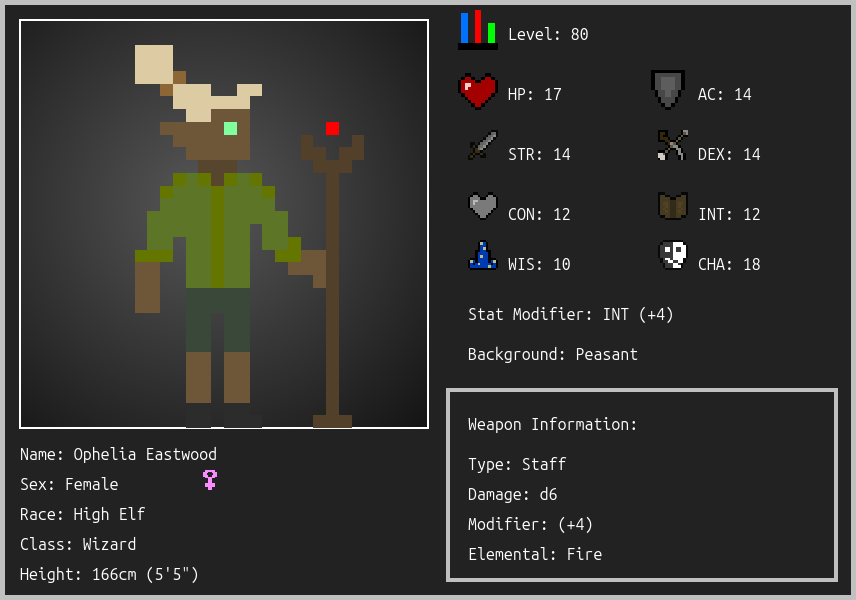 Level: 80
HP: 17
AC: 14
STR: 14
DEX: 14
CON: 12
INT: 12
WIS: 10
CHA: 18
Stat Modifier: INT (+4)
Background: Peasant
Weapon Information:
Type: Staff
Damage: d6
Modifier: (+4)
Elemental: Fire
Name: Ophelia Eastwood
Sex: Female
Race: High Elf
Class: Wizard
Height: 166cm (5'5")